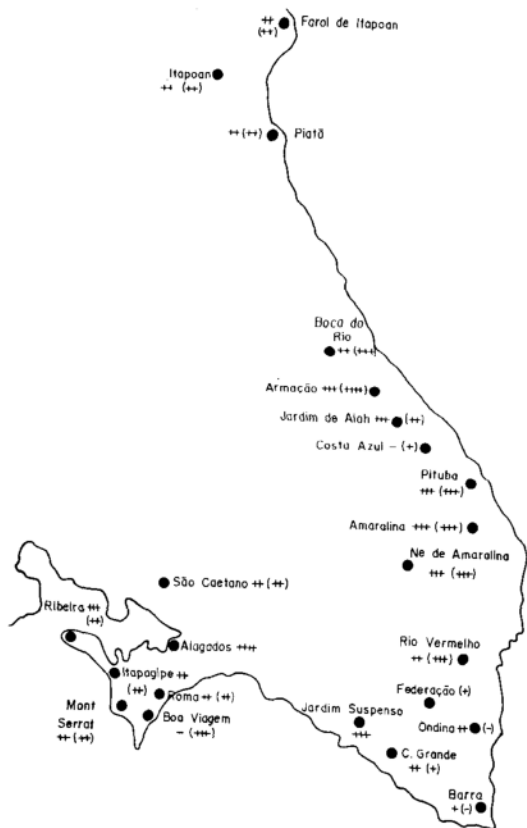 ++ Farol de Itapoan
(++)
Itapoan
++ (++)
++(++) Piatã
Boca do
Rio
++ (+++)
Armação +++(++++)
Jardim de Alah +++ (++)
Costa Azul – (+)
Pituba
+++ (+++)
Amaralina +++ (+++)
Ne de Amaralina
+++ (+++)
São Caetano ++ (++)
Ribeira +++
(++)
Alagados ++++
Rio Vermelho
++ (+++)
Itapagipe ++
(++)
Roma ++ (++)
Federação (+)
Mont
Serrat
++ (++)
Boa Viagem
– (+++)
Jardim Suspenso
+++
Ondina ++ (-)
C. Grande
++ (+)
Barra
+ (-)